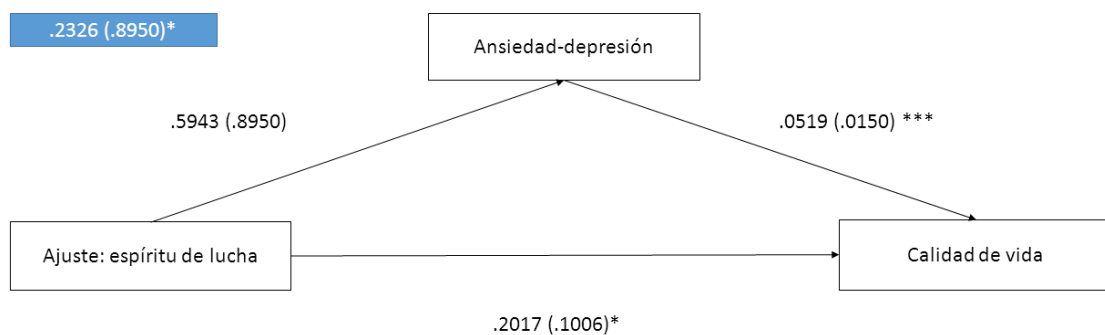 .2326 (.8950)*
Ansiedad-depresión
.5943 (.8950)
.0519 (.0150) ***
Ajuste: espíritu de lucha
Calidad de vida
.2017 (.1006)*